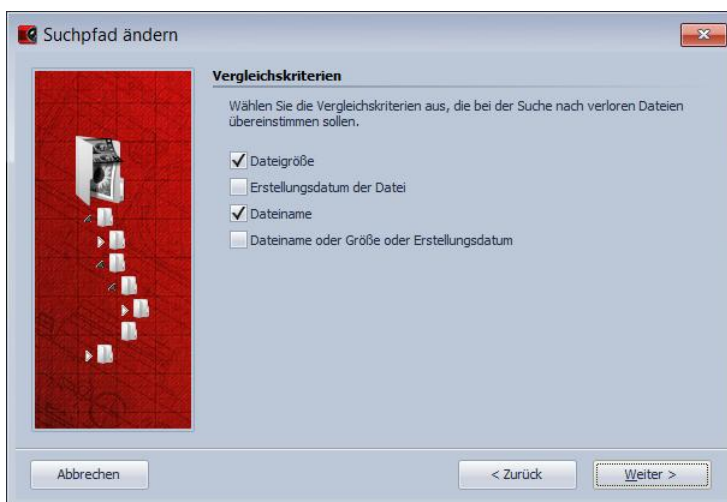 Suchpfad ändern
Vergleichskriterien
Wählen Sie die Vergleichskriterien aus, die bei der Suche nach verloren Dateien
übereinstimmen sollen.
Dateigröße
Erstellungsdatum der Datei
Dateiname
Dateiname oder Größe oder Erstellungsdatum
Abbrechen
< Zurück
Weiter >